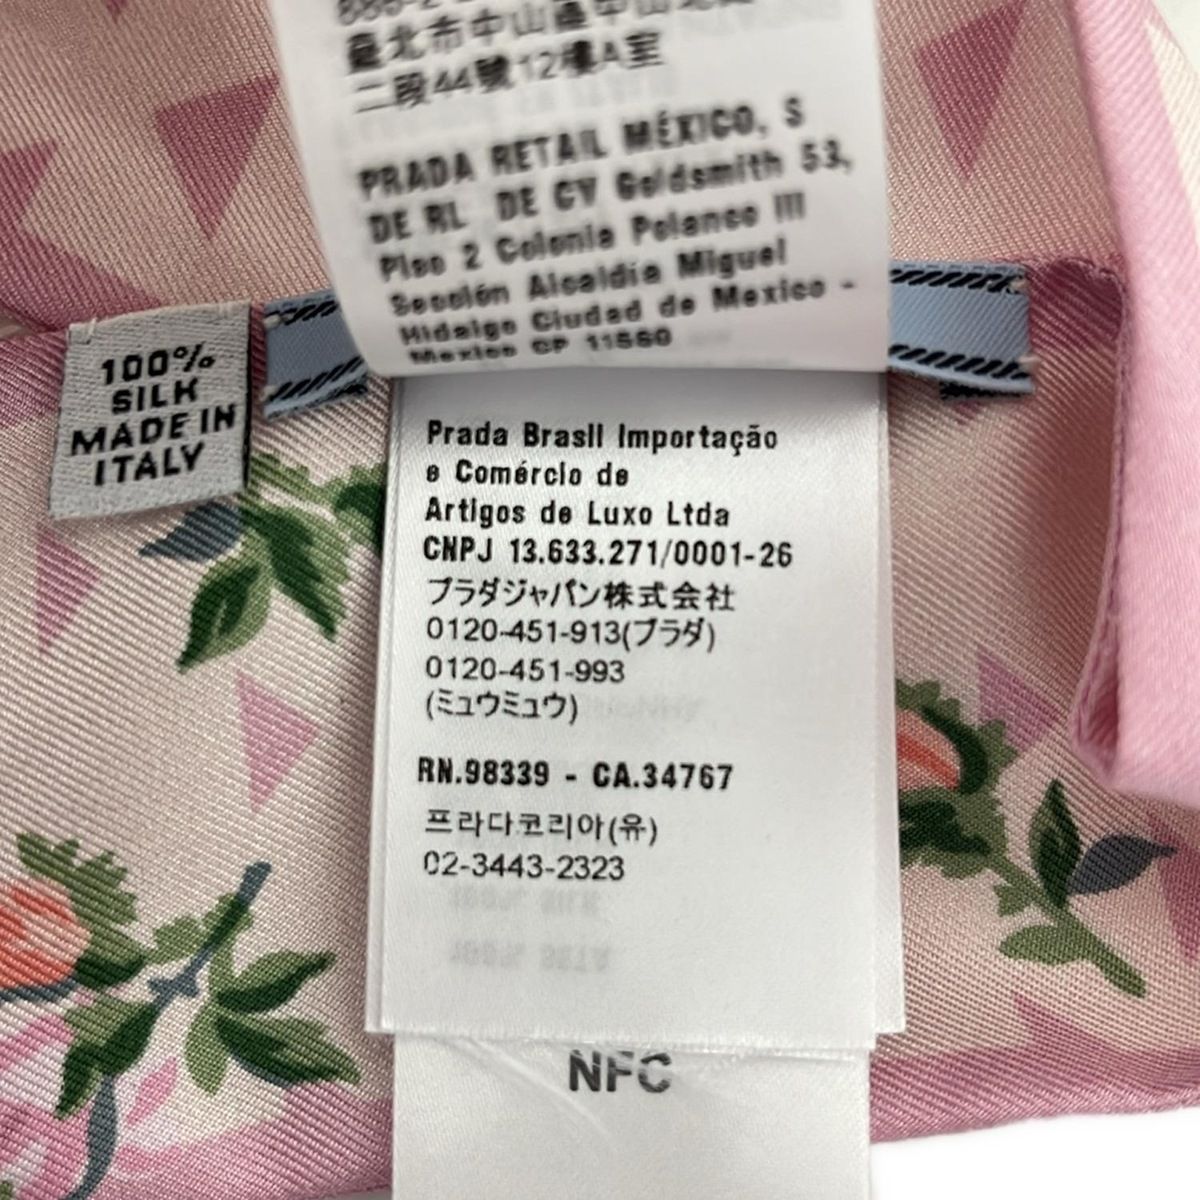 臺北市中山區中山北路
二段44號12樓A室
PRADA RETAIL MÉXICO, S
DE RL DE CV Goldsmith 53,
Piso 2 Colonia Polanco III
Sección Alcaldía Miguel
Hidalgo Ciudad de Mexico -
Mexico CP 11560
100%
SILK
MADE IN
ITALY
Prada Brasil Importação
e Comércio de
Artigos de Luxo Ltda
CNPJ 13.633.271/0001-26
プラダジャパン株式会社
0120-451-913(プラダ)
0120-451-993
(ミュウミュウ)
RN.98339 - CA.34767
프라다코리아(유)
02-3443-2323
NFC